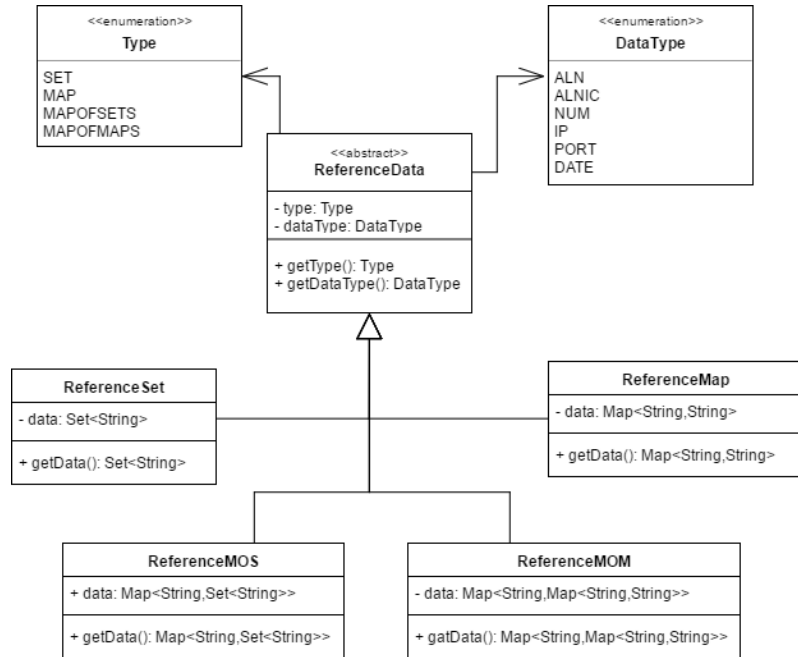 <<enumeration>>
Type
SET
MAP
MAPOFSETS
MAPOFMAPS
<<enumeration>>
DataType
ALN
ALNIC
NUM
IP
PORT
DATE
<<abstract>>
ReferenceData
- type: Type
- dataType: DataType
+ getType(): Type
+ getDataType(): DataType
ReferenceSet
- data: Set<String>
+ getData(): Set<String>
ReferenceMap
- data: Map<String,String>
+ getData(): Map<String,String>
ReferenceMOS
+ data: Map<String,Set<String>>
+ getData(): Map<String,Set<String>>
ReferenceMOM
- data: Map<String,Map<String,String>>
+ gatData(): Map<String,Map<String,String>>